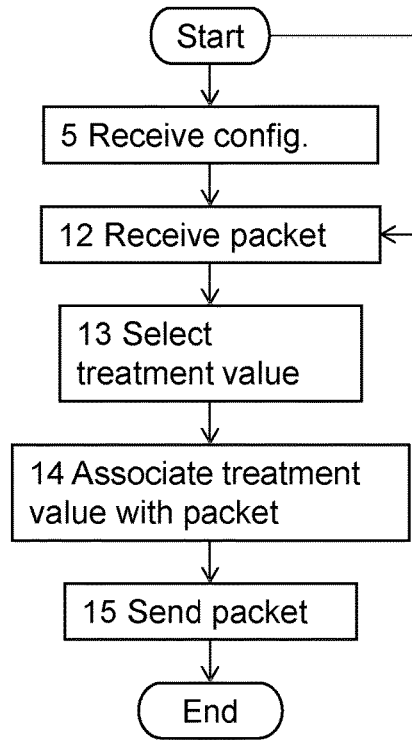 Start
5 Receive config.
12 Receive packet
13 Select
treatment value
14 Associate treatment
value with packet
15 Send packet
End